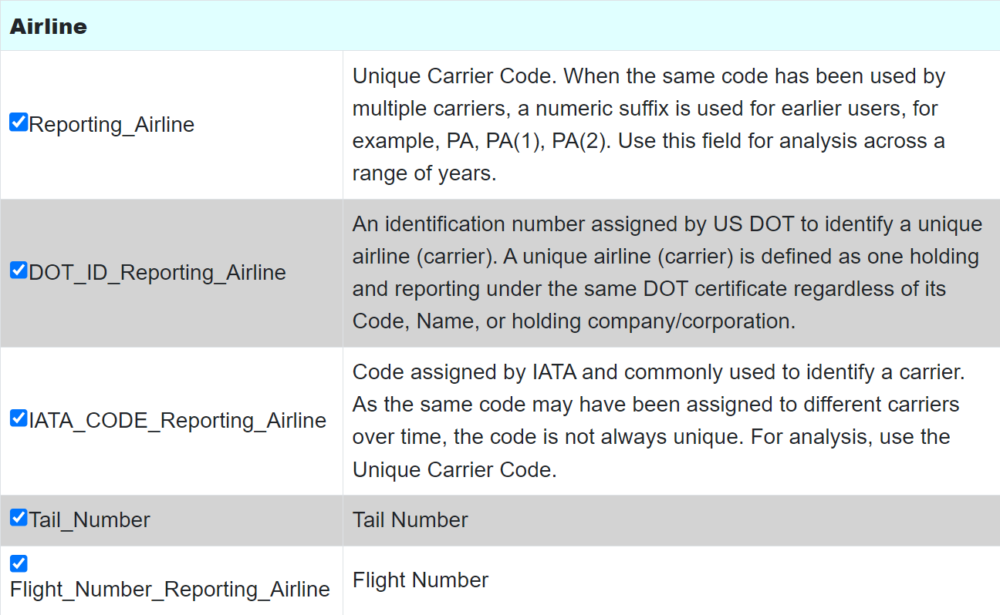 Airline
Reporting_Airline
Unique Carrier Code. When the same code has been used by
multiple carriers, a numeric suffix is used for earlier users, for
example, PA, PA(1), PA(2). Use this field for analysis across a
range of years.
DOT_ID_Reporting_Airline
An identification number assigned by US DOT to identify a unique
airline (carrier). A unique airline (carrier) is defined as one holding
and reporting under the same DOT certificate regardless of its
Code, Name, or holding company/corporation.
IATA_CODE_Reporting_Airline
Code assigned by IATA and commonly used to identify a carrier.
As the same code may have been assigned to different carriers
over time, the code is not always unique. For analysis, use the
Unique Carrier Code.
Tail_Number
Tail Number
Flight_Number_Reporting_Airline
Flight Number